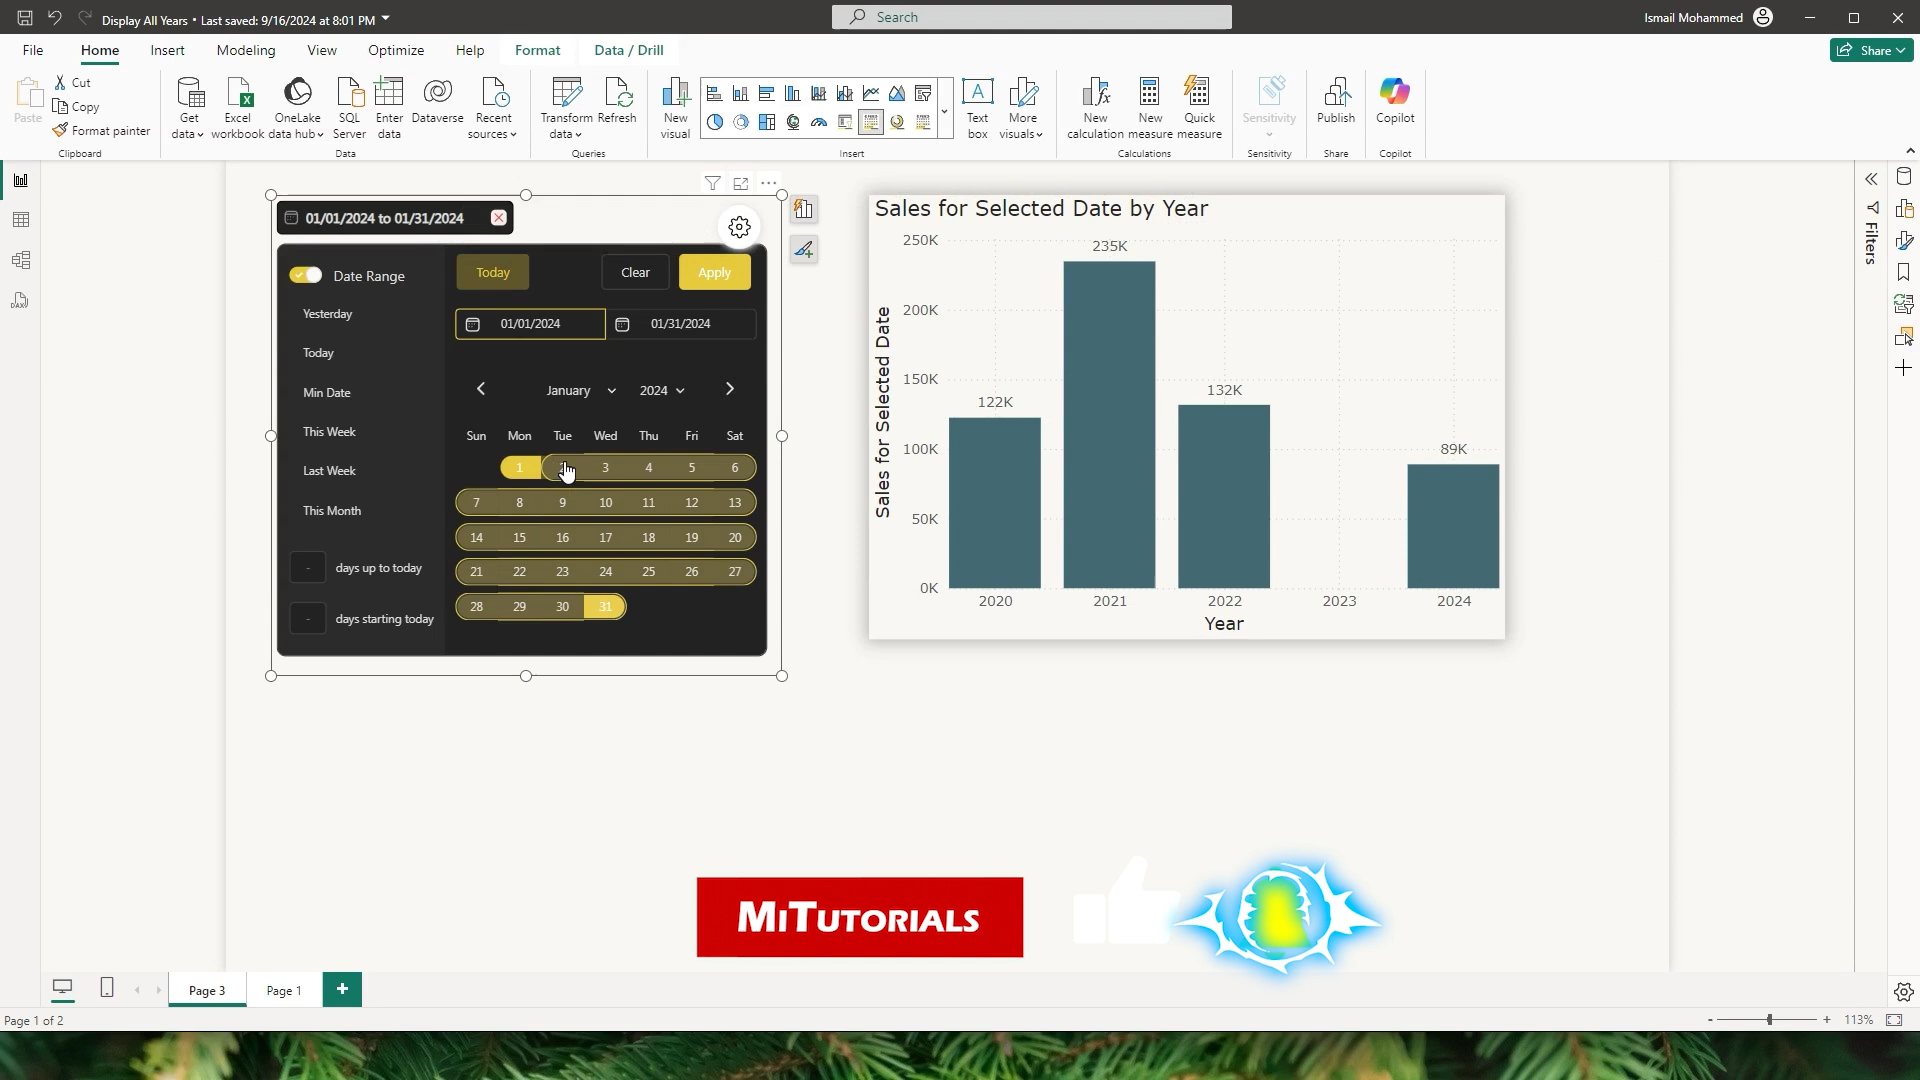 Display All Years • Last saved: 9/16/2024 at 8:01 PM
Search
Ismail Mohammed
File Home Insert Modeling View Optimize Help Format Data / Drill
Share
Paste
Cut
Copy
Format painter
Clipboard
Get data
Excel workbook
OneLake data hub
SQL Server
Enter data
Dataverse
Recent sources
Data
Transform data
Refresh
Queries
New visual
Text box
More visuals
Insert
New calculation
New measure
Quick measure
Calculations
Sensitivity
Sensitivity
Publish
Share
Copilot
Copilot
01/01/2024 to 01/31/2024
Date Range
Yesterday
Today
Min Date
This Week
Last Week
This Month
- days up to today
- days starting today
Today Clear Apply
01/01/2024 01/31/2024
January 2024
Sun Mon Tue Wed Thu Fri Sat
1 2 3 4 5 6
7 8 9 10 11 12 13
14 15 16 17 18 19 20
21 22 23 24 25 26 27
28 29 30 31
Sales for Selected Date by Year
Sales for Selected Date
250K
200K
150K
100K
50K
0K
122K
235K
132K
89K
2020 2021 2022 2023 2024
Year
Filters
DAX
MiTutorials
Page 3
Page 1
+
Page 1 of 2
- + 113%